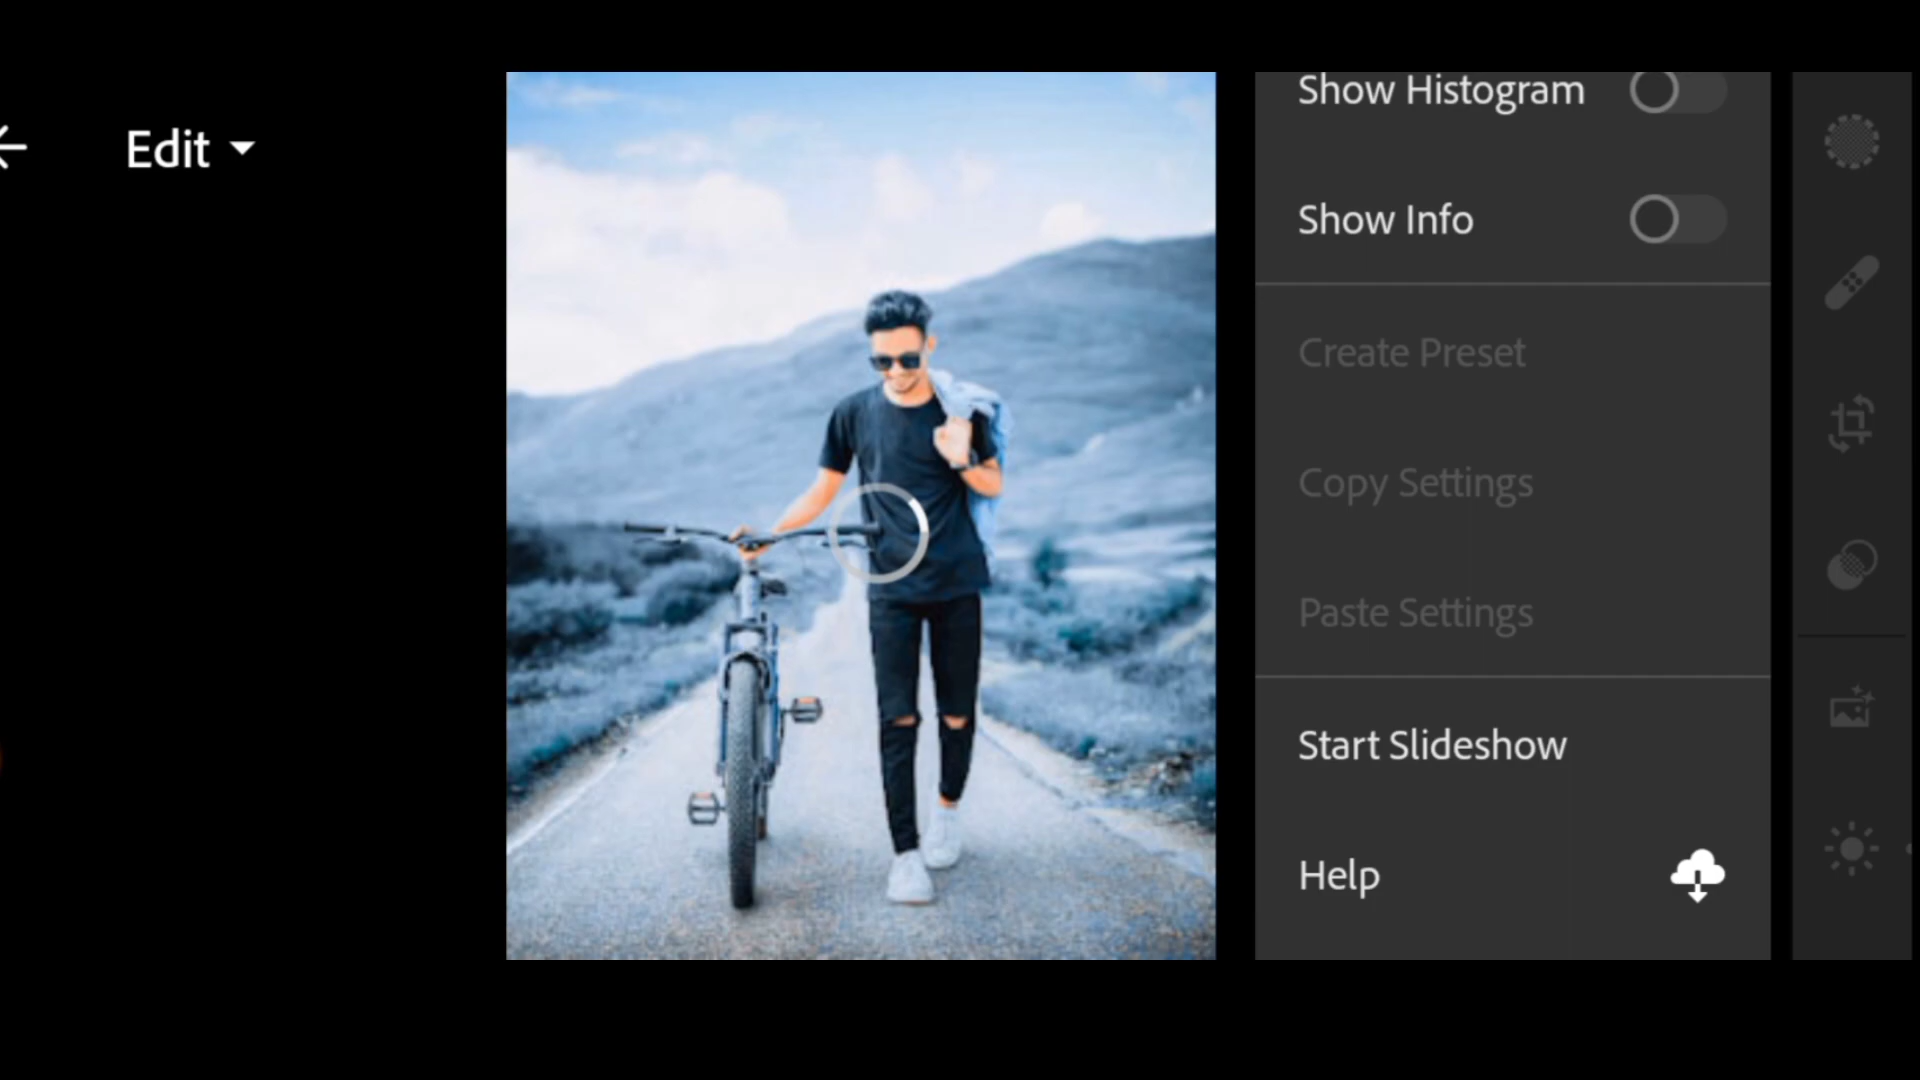 Edit
Show Histogram
Show Info
Create Preset
Copy Settings
Paste Settings
Start Slideshow
Help